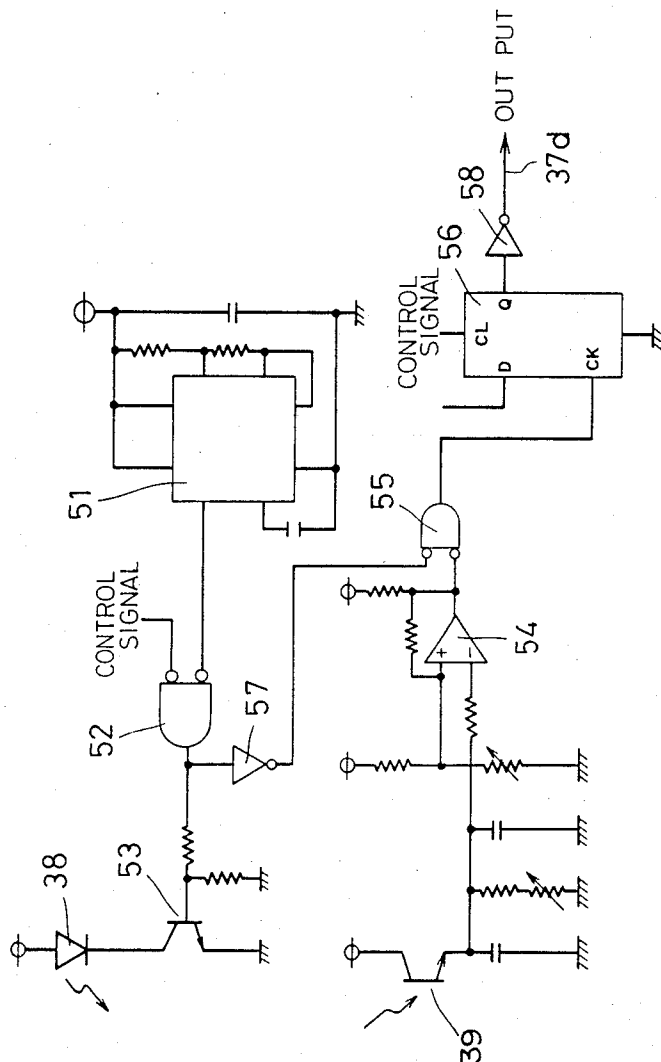 38
53
52
CONTROL
SIGNAL
57
51
39
+
−
54
55
CONTROL
SIGNAL
CL
56
D
Q
CK
58
37d
OUT PUT